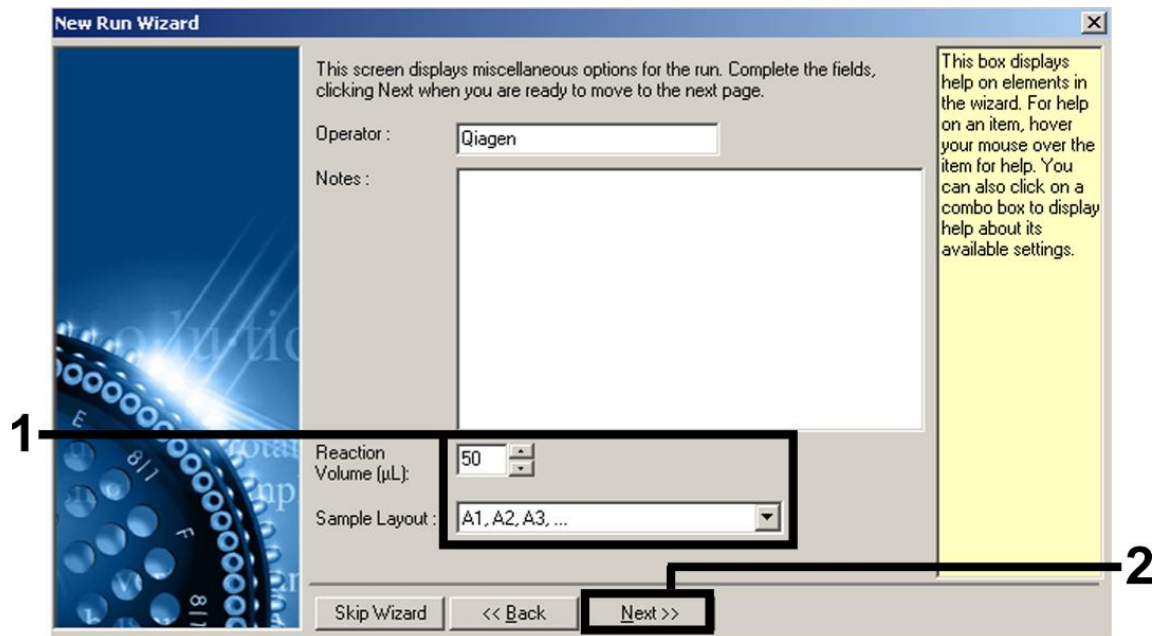 New Run Wizard
This screen displays miscellaneous options for the run. Complete the fields,
clicking Next when you are ready to move to the next page.
Operator :
Qiagen
Notes :
Reaction
Volume (µL):
50
Sample Layout :
A1, A2, A3, ...
Skip Wizard
<< Back
Next >>
This box displays
help on elements in
the wizard. For help
on an item, hover
your mouse over the
item for help. You
can also click on a
combo box to display
help about its
available settings.
1
2
E
8|1
F
8|1